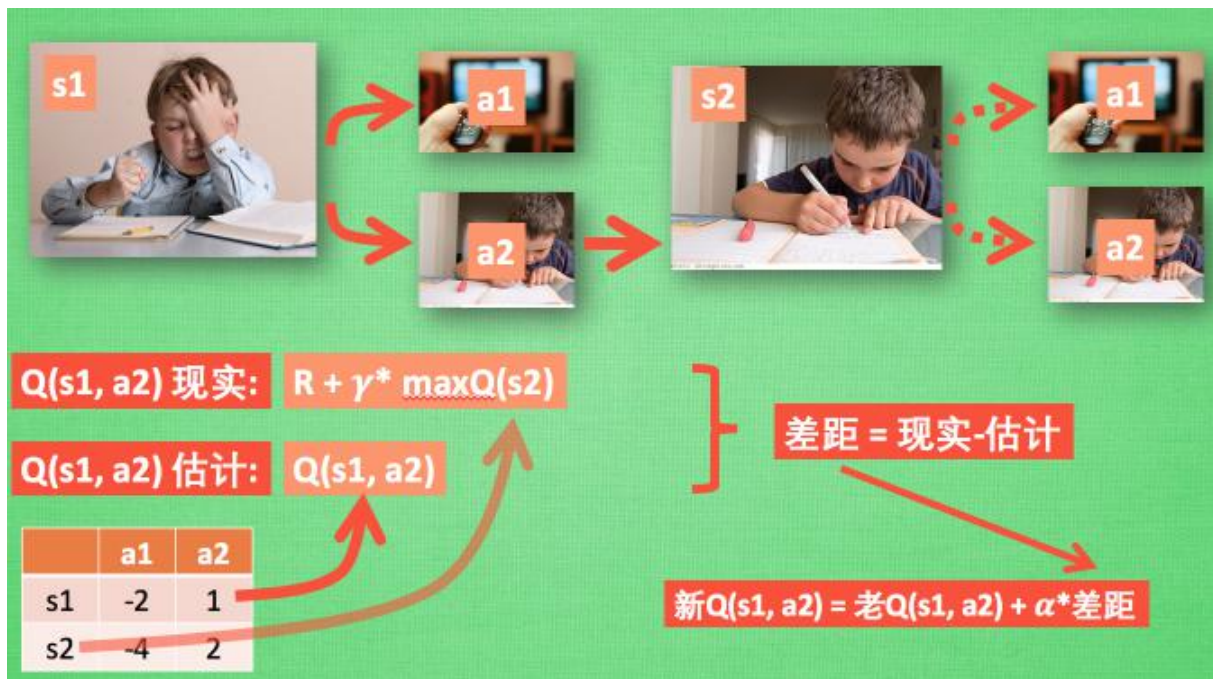 s1
a1
a2
s2
a1
a2
Q(s1, a2) 现实:
R + γ* maxQ(s2)
Q(s1, a2) 估计:
Q(s1, a2)
差距 = 现实-估计
a1 a2
s1 -2 1
s2 -4 2
新Q(s1, a2) = 老Q(s1, a2) + α*差距